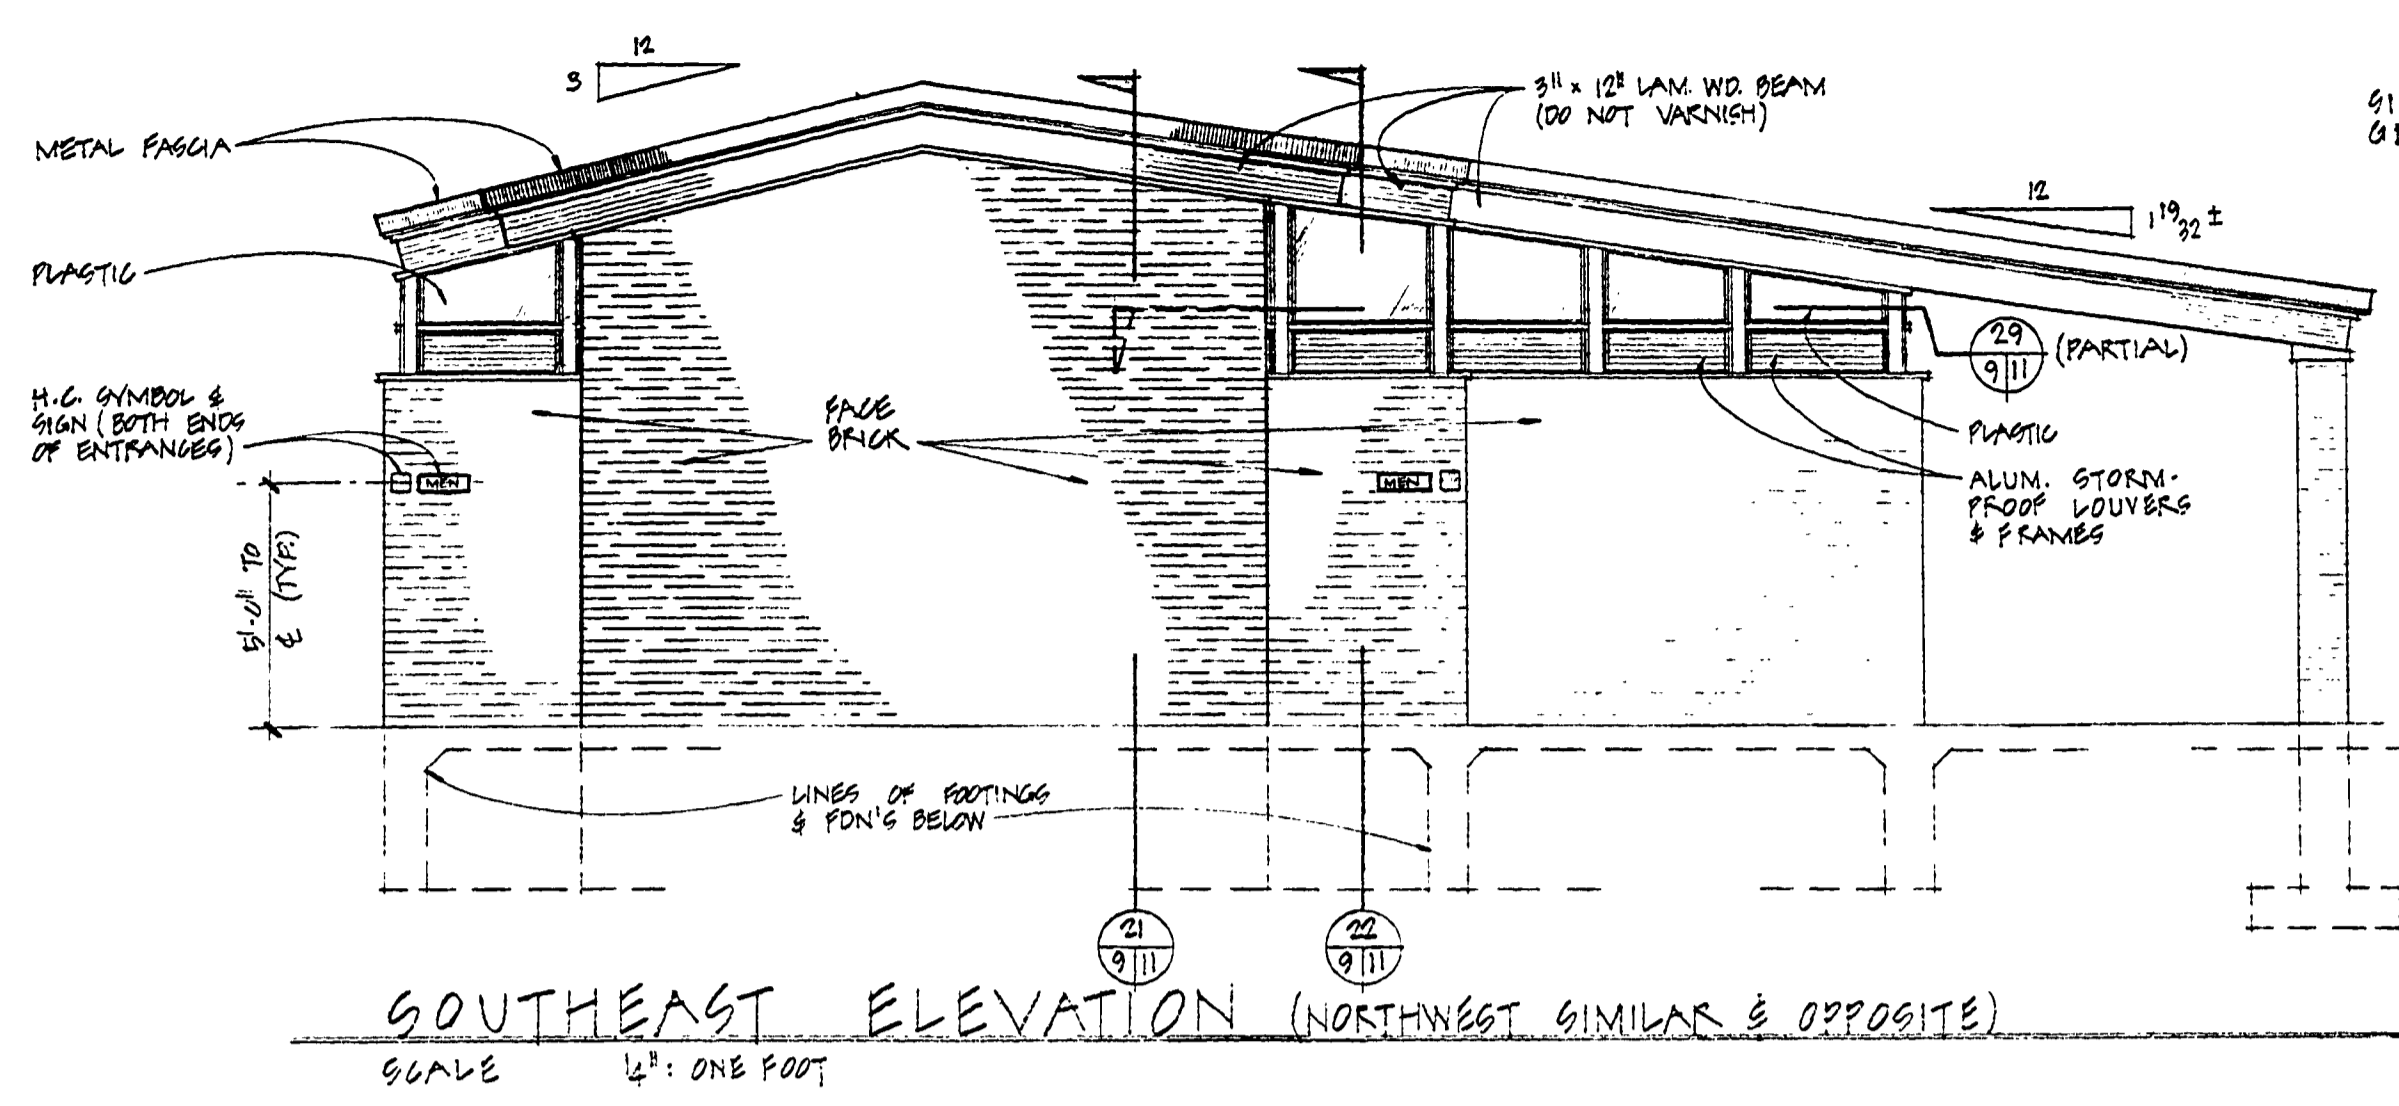 12
3
METAL FASCIA
3" x 12" LAM. WD. BEAM
(DO NOT VARNISH)
SI
12
1 19/32 ±
PLASTIC
29
9 | 11
(PARTIAL)
H.C. SYMBOL &
SIGN (BOTH ENDS
OF ENTRANCES)
FACE
BRICK
PLASTIC
MEN
MEN
ALUM. STORM-
PROOF LOUVERS
& FRAMES
5'-0" TO
℄ (TYP.)
LINES OF FOOTINGS
& FDN'S BELOW
21
9 | 11
22
9 | 11
SOUTHEAST ELEVATION (NORTHWEST SIMILAR & OPPOSITE)
SCALE 1/4": ONE FOOT